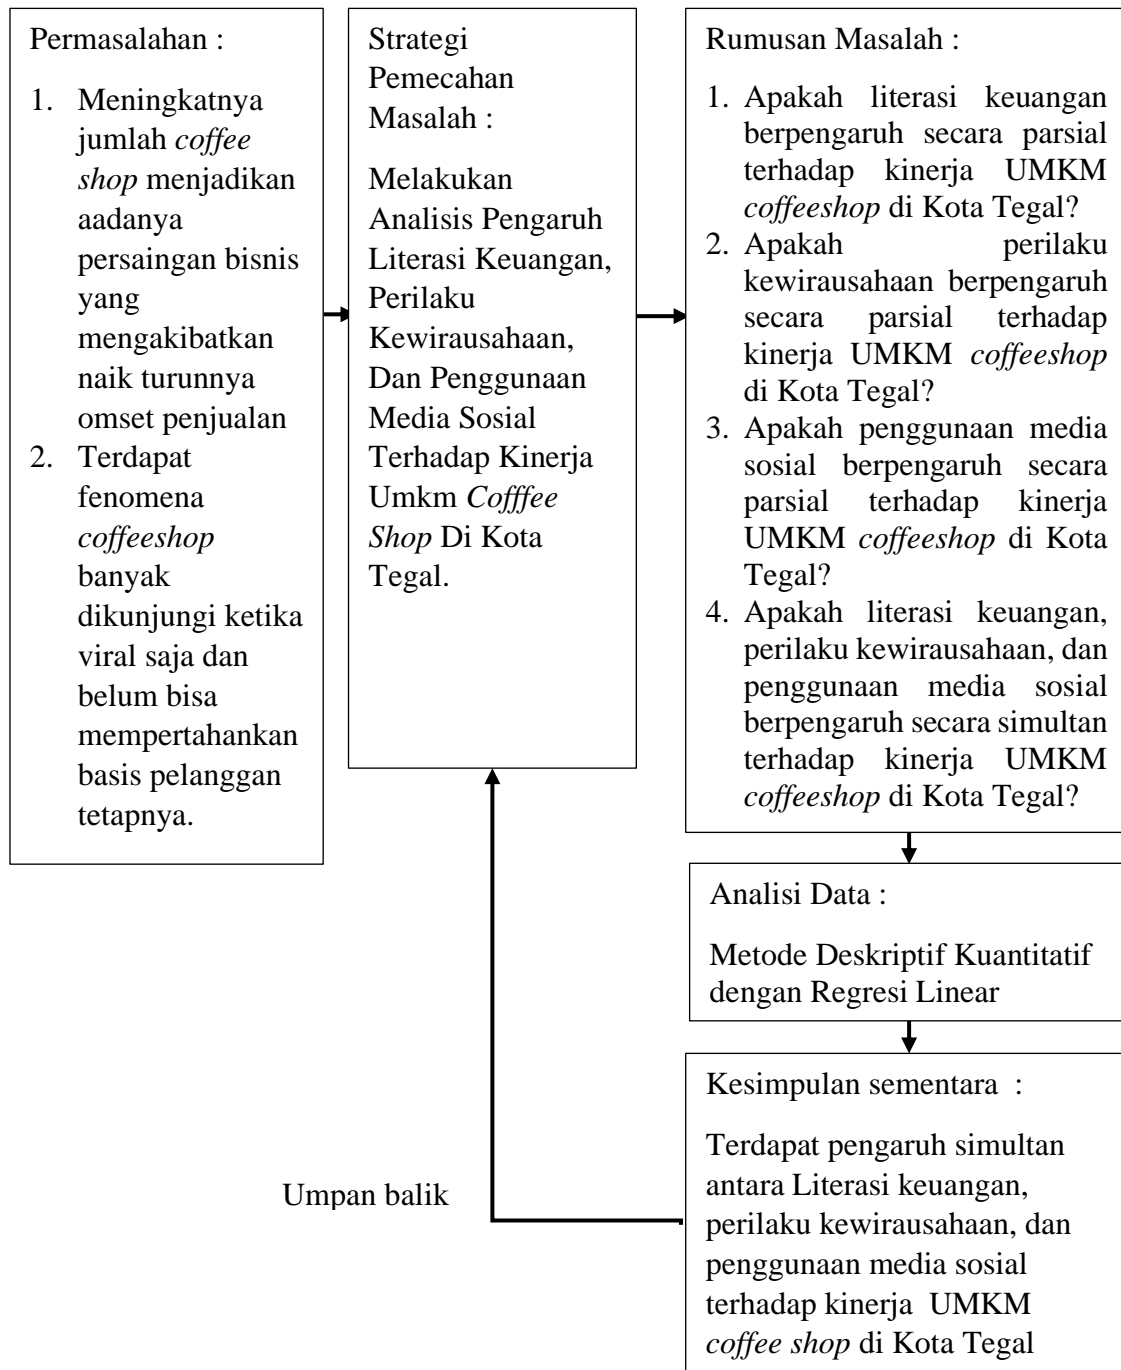 Permasalahan :
1. Meningkatnya
jumlah coffee
shop menjadikan
aadanya
persaingan bisnis
yang
mengakibatkan
naik turunnya
omset penjualan
2. Terdapat
fenomena
coffeeshop
banyak
dikunjungi ketika
viral saja dan
belum bisa
mempertahankan
basis pelanggan
tetapnya.
Strategi
Pemecahan
Masalah :
Melakukan
Analisis Pengaruh
Literasi Keuangan,
Perilaku
Kewirausahaan,
Dan Penggunaan
Media Sosial
Terhadap Kinerja
Umkm Cofffee
Shop Di Kota
Tegal.
Rumusan Masalah :
1. Apakah literasi keuangan
berpengaruh secara parsial
terhadap kinerja UMKM
coffeeshop di Kota Tegal?
2. Apakah perilaku
kewirausahaan berpengaruh
secara parsial terhadap
kinerja UMKM coffeeshop
di Kota Tegal?
3. Apakah penggunaan media
sosial berpengaruh secara
parsial terhadap kinerja
UMKM coffeeshop di Kota
Tegal?
4. Apakah literasi keuangan,
perilaku kewirausahaan, dan
penggunaan media sosial
berpengaruh secara simultan
terhadap kinerja UMKM
coffeeshop di Kota Tegal?
Analisi Data :
Metode Deskriptif Kuantitatif
dengan Regresi Linear
Kesimpulan sementara :
Terdapat pengaruh simultan
antara Literasi keuangan,
perilaku kewirausahaan, dan
penggunaan media sosial
terhadap kinerja UMKM
coffee shop di Kota Tegal
Umpan balik